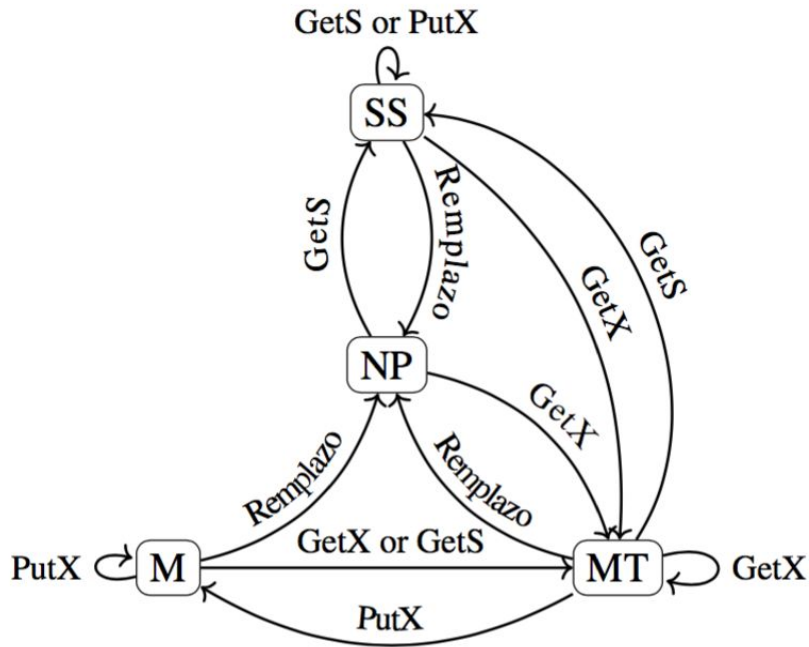 GetS or PutX
SS
GetS
Remplazo
GetX
GetS
NP
GetX
Remplazo
Remplazo
GetX or GetS
PutX
M
MT
GetX
PutX